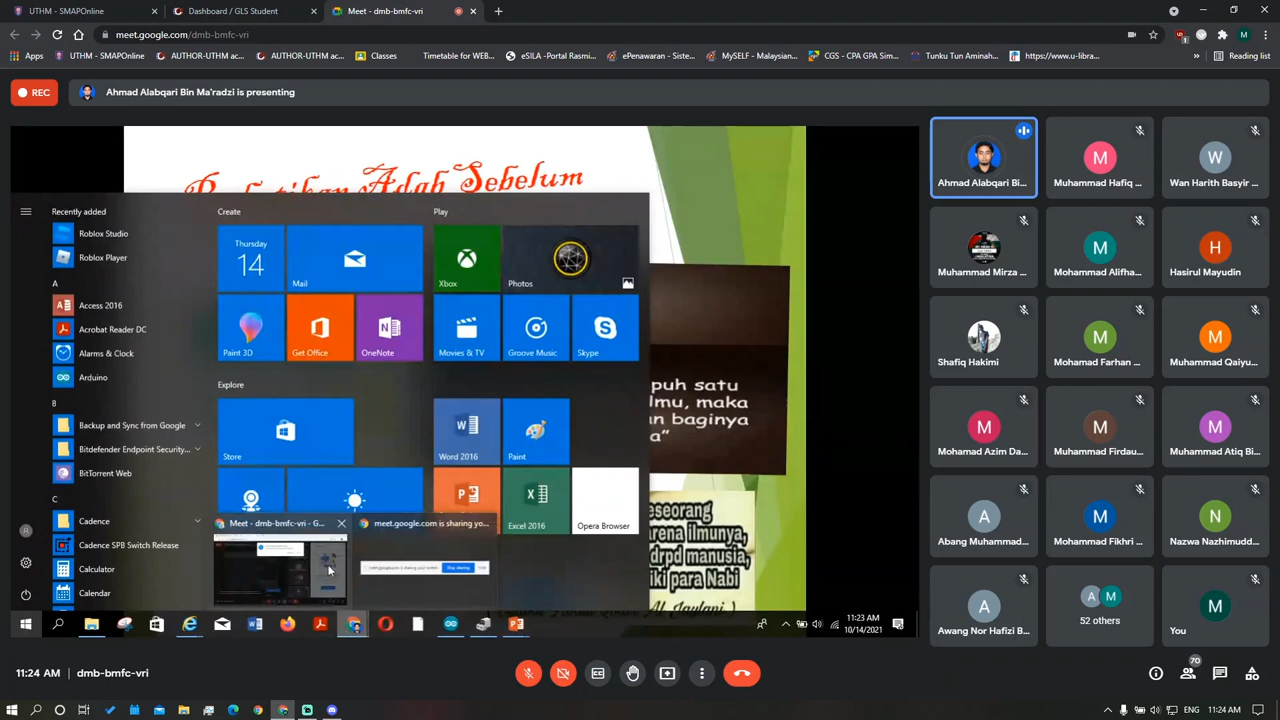 UTHM - SMAPOnline
Dashboard / GLS Student
Meet - dmb-bmfc-vri
meet.google.com/dmb-bmfc-vri
Apps
UTHM - SMAPOnline
AUTHOR-UTHM ac...
AUTHOR-UTHM ac...
Classes
Timetable for WEB...
eSILA -Portal Rasmi...
ePenawaran - Siste...
MySELF - Malaysian...
CGS - CPA GPA Sim...
Tunku Tun Aminah...
https://www.u-libra...
Reading list
REC
Ahmad Alabqari Bin Ma'radzi is presenting
Adab Sebelum
Recently added
Roblox Studio
Roblox Player
A
Access 2016
Acrobat Reader DC
Alarms & Clock
Arduino
B
Backup and Sync from Google
Bitdefender Endpoint Security...
BitTorrent Web
C
Cadence
Cadence SPB Switch Release
Calculator
Calendar
Create
Thursday
14
Mail
Paint 3D
Get Office
OneNote
Explore
Store
Play
Xbox
Photos
Movies & TV
Groove Music
Skype
Word 2016
Paint
Excel 2016
Opera Browser
Meet - dmb-bmfc-vri - G...
meet.google.com is sharing yo...
Stop sharing
puh satu
lmu, maka
n baginya
a"
eseorang
arena ilmunya,
drpd manusia,
iki para Nabi
11:23 AM
10/14/2021
Ahmad Alabqari Bi...
M
Muhammad Hafiq ...
W
Wan Harith Basyir ...
Muhammad Mirza ...
M
Mohammad Alifha...
H
Hasirul Mayudin
Shafiq Hakimi
M
Mohamad Farhan ...
M
Muhammad Qaiyu...
M
Mohamad Azim Da...
M
Muhammad Firdau...
M
Muhammad Atiq Bi...
A
Abang Muhammad...
M
Mohammad Fikhri ...
N
Nazwa Nazhimudd...
A
Awang Nor Hafizi B...
A M
52 others
M
You
11:24 AM
dmb-bmfc-vri
70
ENG
11:24 AM